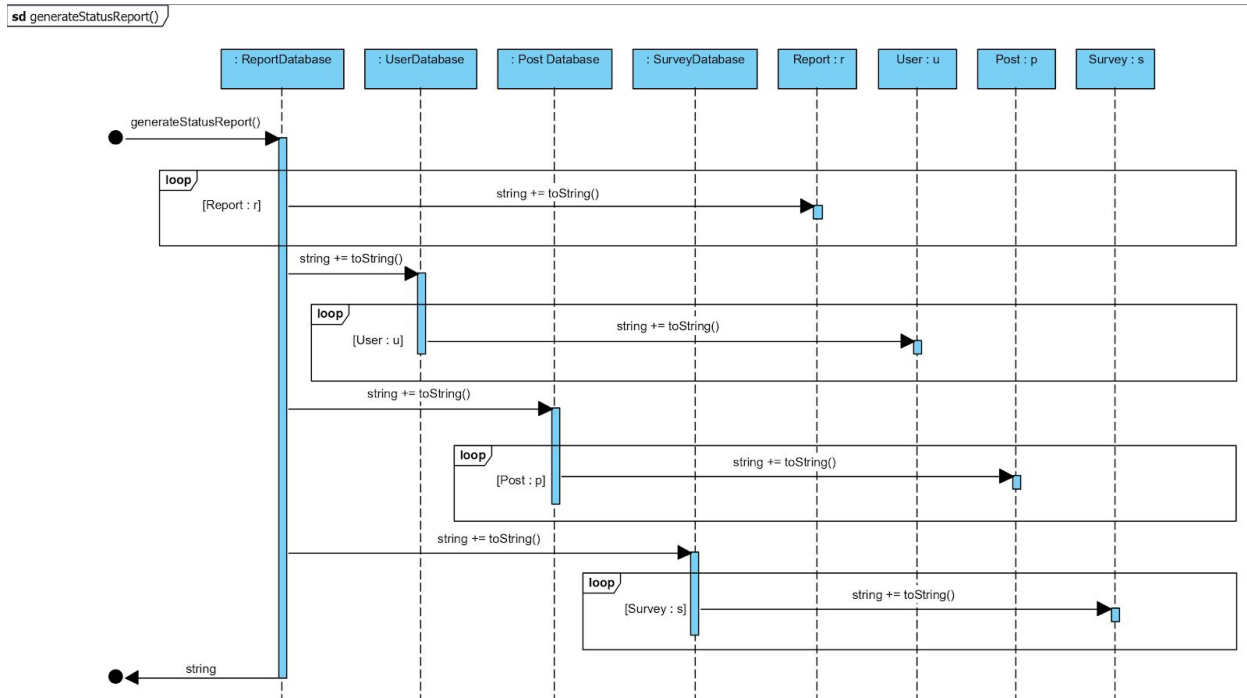 sd generateStatusReport()
: ReportDatabase
: UserDatabase
: Post Database
: SurveyDatabase
Report : r
User : u
Post : p
Survey : s
generateStatusReport()
loop
string += toString()
[Report : r]
string += toString()
loop
string += toString()
[User : u]
string += toString()
loop
string += toString()
[Post : p]
string += toString()
loop
string += toString()
[Survey : s]
string